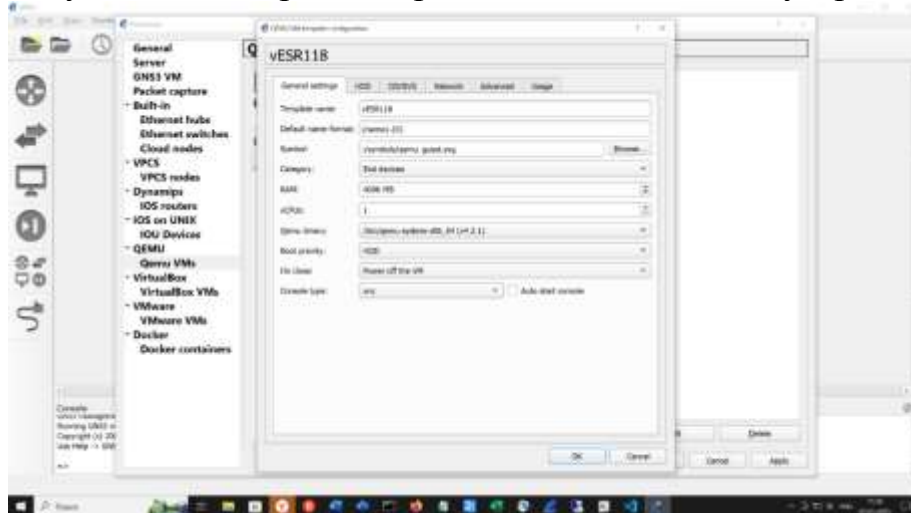 vESR118
General settings HDD CD/DVD Network Advanced Usage
Template name: vESR118
Default name format:
Symbol: Browse...
Category: End devices
RAM: 4096 MB
vCPUs: 1
Qemu binary:
Boot priority: HDD
On close: Power off the VM
Console type: Auto start console
OK Cancel
General
Server
GNS3 VM
Packet capture
Built-in
Ethernet hubs
Ethernet switches
Cloud nodes
VPCS
VPCS nodes
Dynamips
IOS routers
IOS on UNIX
IOU Devices
QEMU
Qemu VMs
VirtualBox
VirtualBox VMs
VMware
VMware VMs
Docker
Docker containers
Delete
Cancel Apply
Console